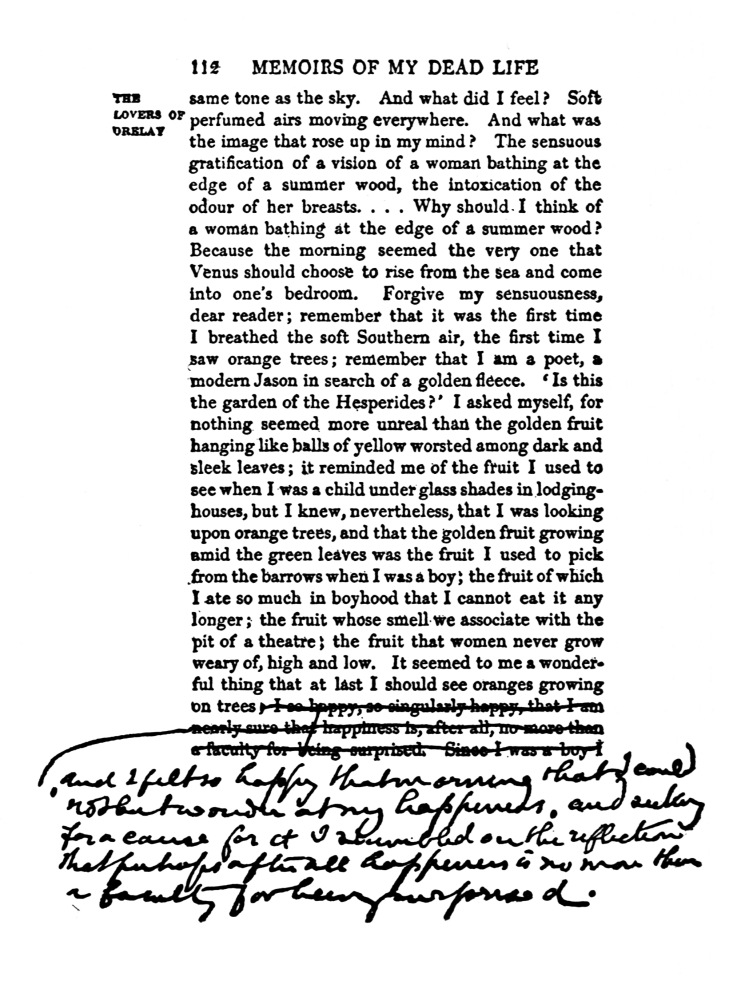 112 MEMOIRS OF MY DEAD LIFE
THE
LOVERS OF
ORELAY
same tone as the sky. And what did I feel? Soft
perfumed airs moving everywhere. And what was
the image that rose up in my mind? The sensuous
gratification of a vision of a woman bathing at the
edge of a summer wood, the intoxication of the
odour of her breasts. . . . Why should I think of
a woman bathing at the edge of a summer wood?
Because the morning seemed the very one that
Venus should choose to rise from the sea and come
into one's bedroom. Forgive my sensuousness,
dear reader; remember that it was the first time
I breathed the soft Southern air, the first time I
saw orange trees; remember that I am a poet, a
modern Jason in search of a golden fleece. 'Is this
the garden of the Hesperides?' I asked myself, for
nothing seemed more unreal than the golden fruit
hanging like balls of yellow worsted among dark and
sleek leaves; it reminded me of the fruit I used to
see when I was a child under glass shades in lodging-
houses, but I knew, nevertheless, that I was looking
upon orange trees, and that the golden fruit growing
amid the green leaves was the fruit I used to pick
from the barrows when I was a boy; the fruit of which
I ate so much in boyhood that I cannot eat it any
longer; the fruit whose smell we associate with the
pit of a theatre; the fruit that women never grow
weary of, high and low. It seemed to me a wonder-
ful thing that at last I should see oranges growing
on trees; I so happy, so singularly happy, that I am
nearly sure that happiness is, after all, no more than
a faculty for being surprised. Since I was a boy I
, and I felt so happy that morning that I could
not but wonder at my happiness, and seeking
for a cause for it I stumbled on the reflection
that perhaps after all happiness is no more than
a faculty for being surprised.